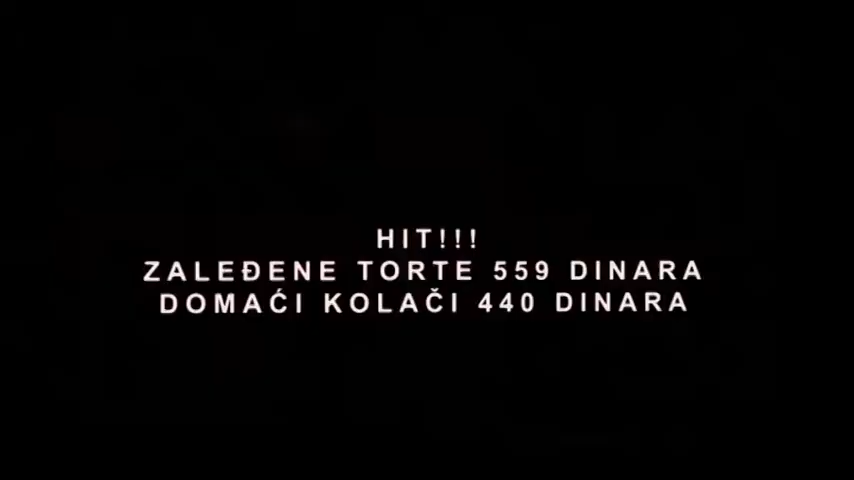 HIT!!!
ZALEĐENE TORTE 559 DINARA
DOMAĆI KOLAČI 440 DINARA